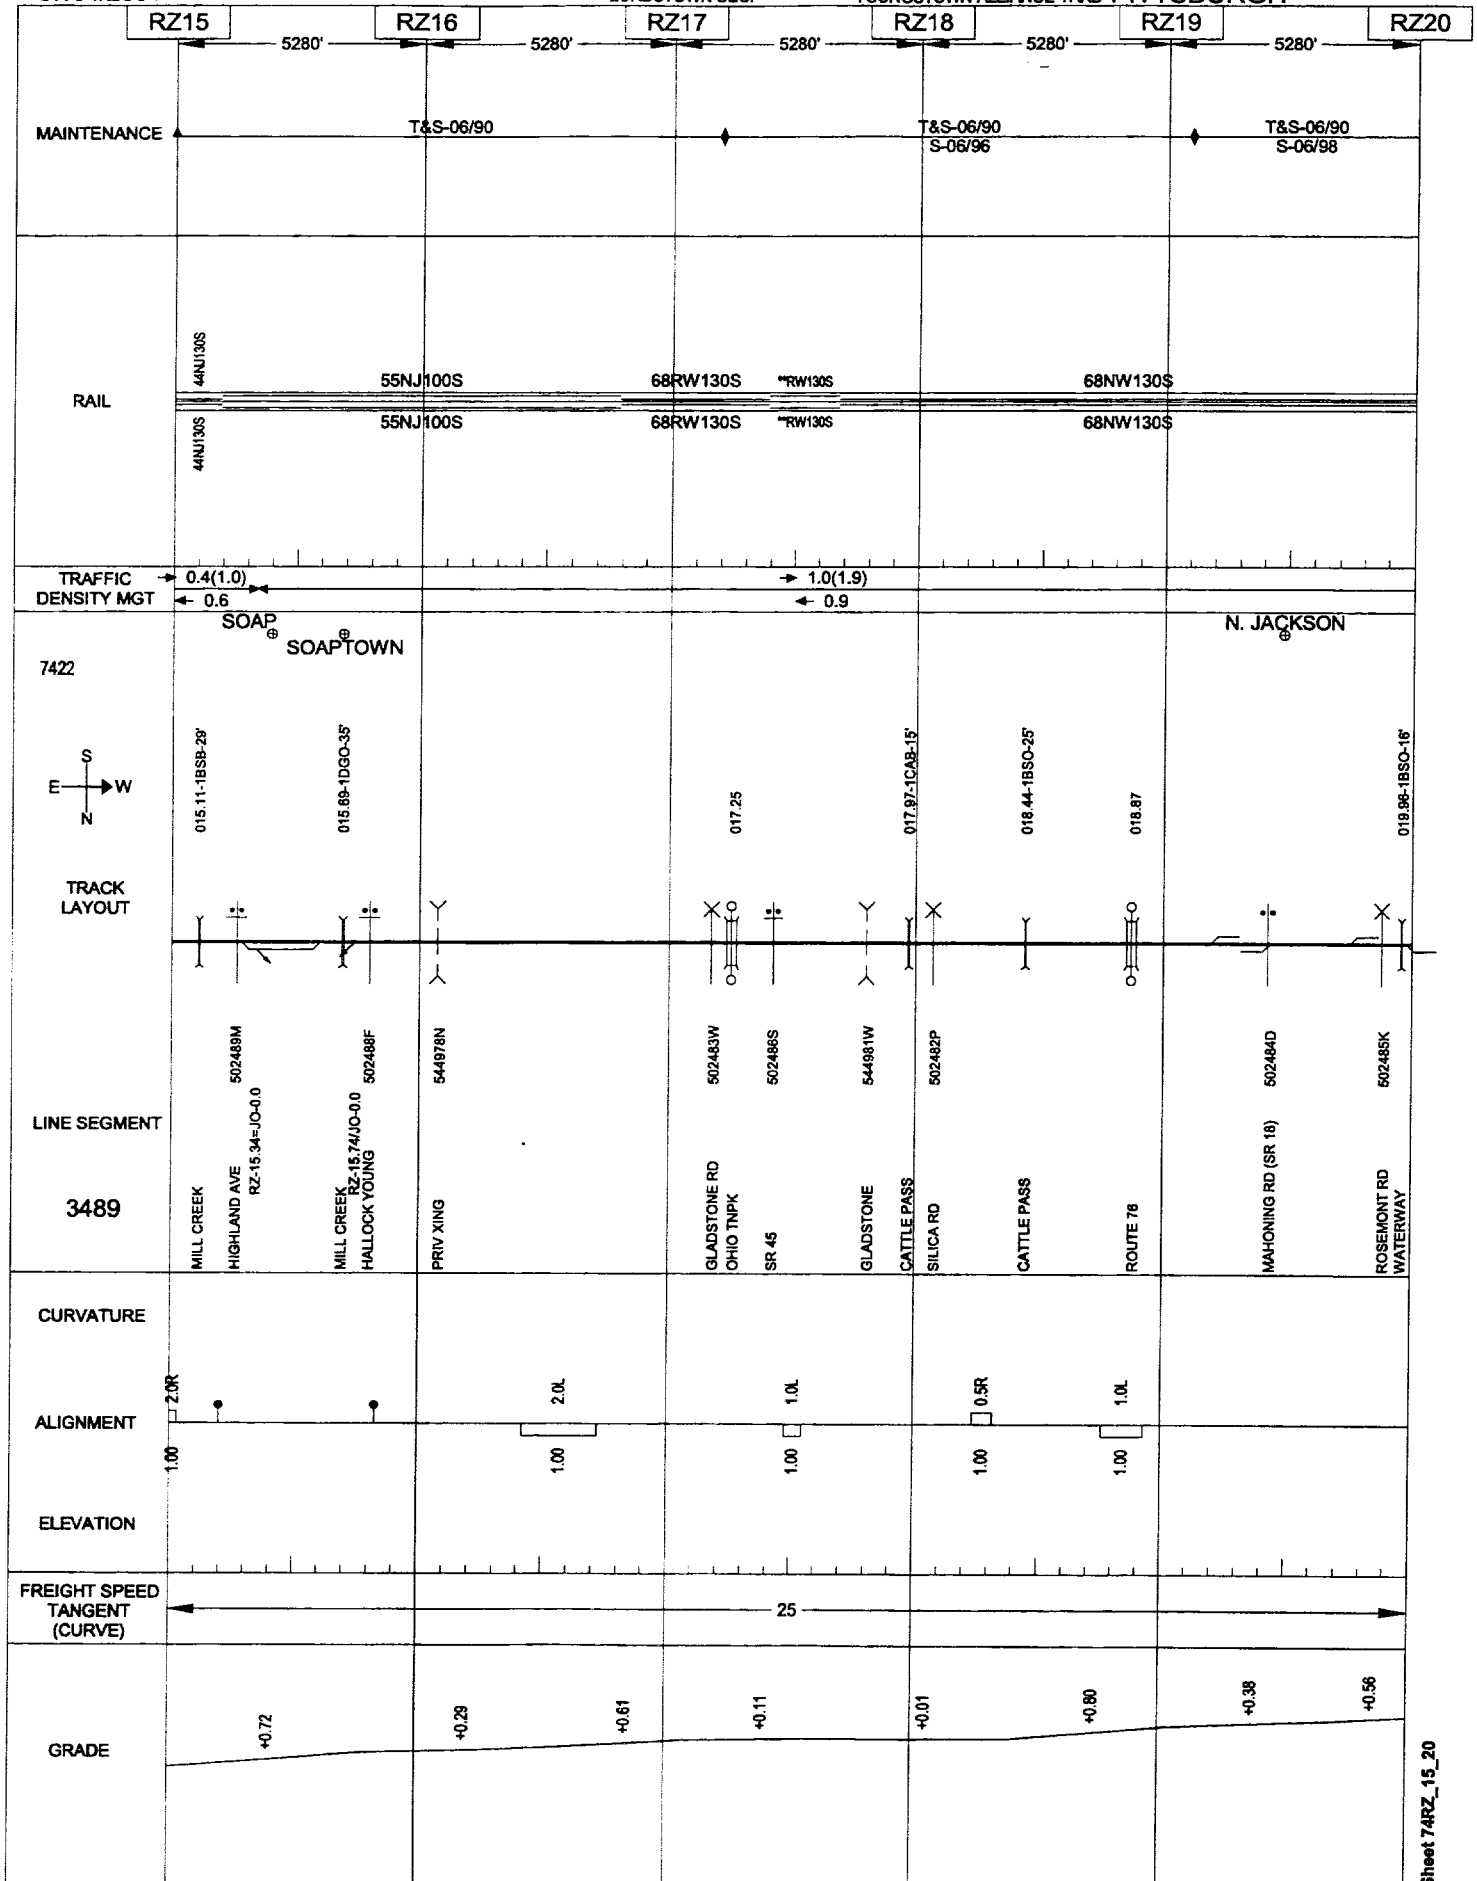 PITTSBURGH
RZ15 RZ16 RZ17 RZ18 RZ19 RZ20
5280' 5280' 5280' 5280' 5280'
MAINTENANCE T&S-06/90 T&S-06/90 T&S-06/90
S-06/96 S-06/98
44NJ130S
55NJ100S 68RW130S **RW130S 68NW130S
RAIL
55NJ100S 68RW130S **RW130S 68NW130S
44NJ130S
TRAFFIC 0.4(1.0) 1.0(1.9)
DENSITY MGT 0.6 0.9
SOAP N. JACKSON
SOAPTOWN
7422
S
E W
N
015.11-1BSB-29' 015.69-1DGO-35' 017.25 017.97-1CAB-15' 018.44-1BSO-25' 018.87 019.96-1BSO-16'
TRACK
LAYOUT
502489M 502488F 544978N 502483W 502486S 544981W 502482P 502484D 502485K
LINE SEGMENT
RZ-15.34=JO-0.0 RZ-15.74/JO-0.0
3489
MILL CREEK HIGHLAND AVE MILL CREEK HALLOCK YOUNG PRIV XING GLADSTONE RD OHIO TNPK SR 45 GLADSTONE CATTLE PASS SILICA RD CATTLE PASS ROUTE 76 MAHONING RD (SR 18) ROSEMONT RD WATERWAY
CURVATURE
2.0R 2.0L 1.0L 0.5R 1.0L
ALIGNMENT
1.00 1.00 1.00 1.00 1.00
ELEVATION
FREIGHT SPEED
TANGENT 25
(CURVE)
+0.72 +0.29 +0.61 +0.11 +0.01 +0.80 +0.38 +0.56
GRADE
Sheet 74RZ_15_20